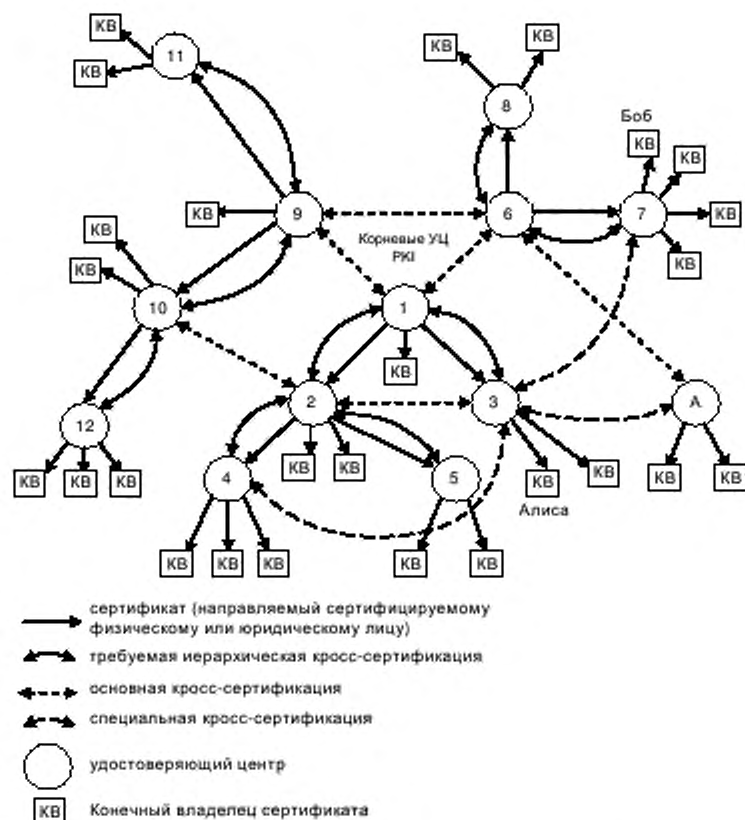 КВ
КВ
11
КВ
КВ
8
Боб
КВ
КВ
КВ
КВ
КВ
9
6
7
Корневые УЦ
PKI
КВ
КВ
10
1
КВ
2
3
А
12
КВ
КВ
КВ
КВ
КВ
4
5
КВ
КВ
КВ
КВ
Алиса
КВ
КВ
КВ
КВ
КВ
сертификат (направляемый сертифицируемому
физическому или юридическому лицу)
требуемая иерархическая кросс-сертификация
основная кросс-сертификация
специальная кросс-сертификация
удостоверяющий центр
КВ Конечный владелец сертификата